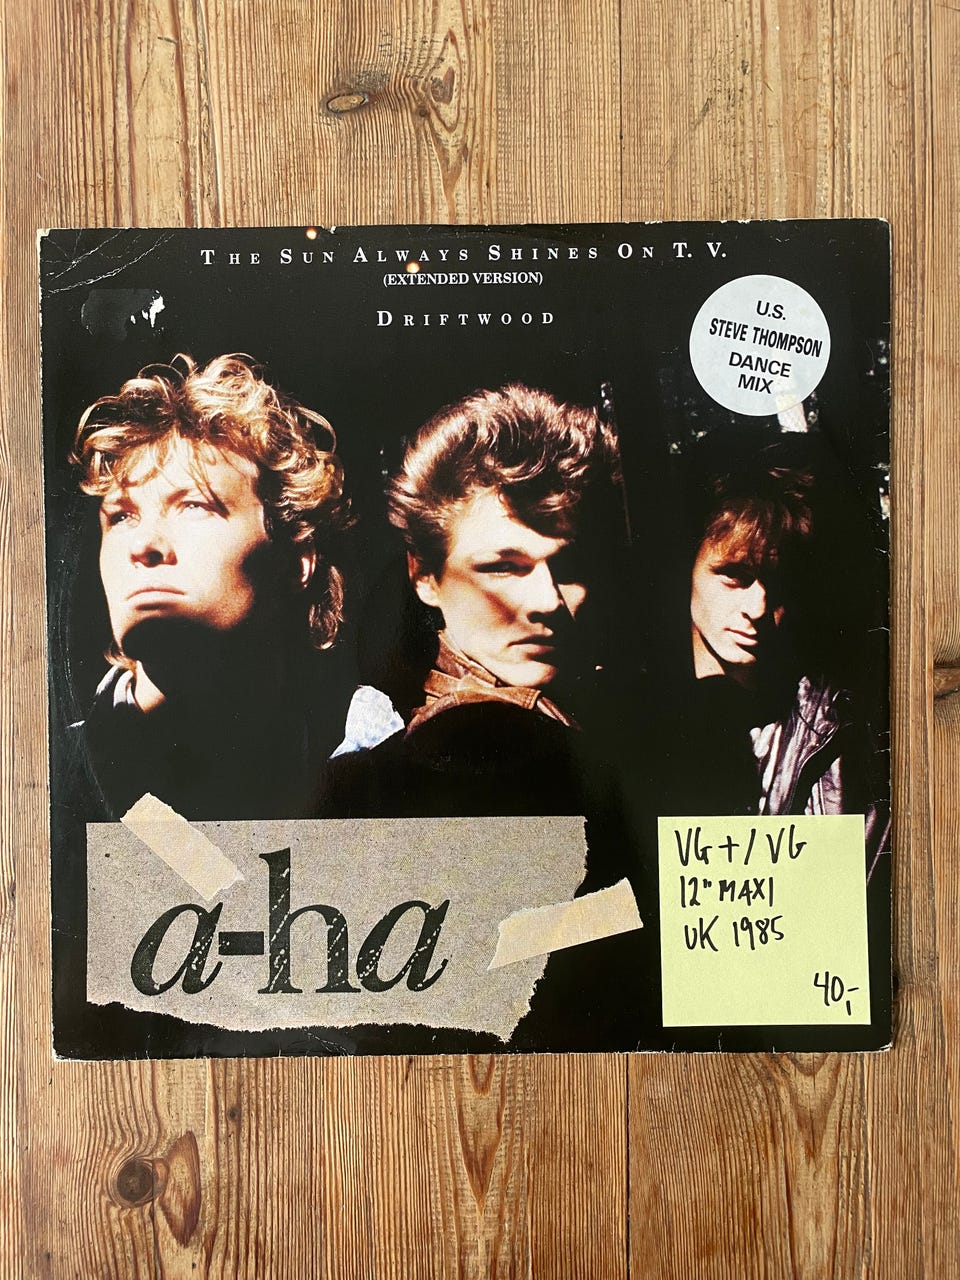 THE SUN ALWAYS SHINES ON T. V.
(EXTENDED VERSION)
DRIFTWOOD
U.S.
STEVE THOMPSON
DANCE
MIX
a-ha
VG+/VG
12" MAXI
UK 1985
40,-